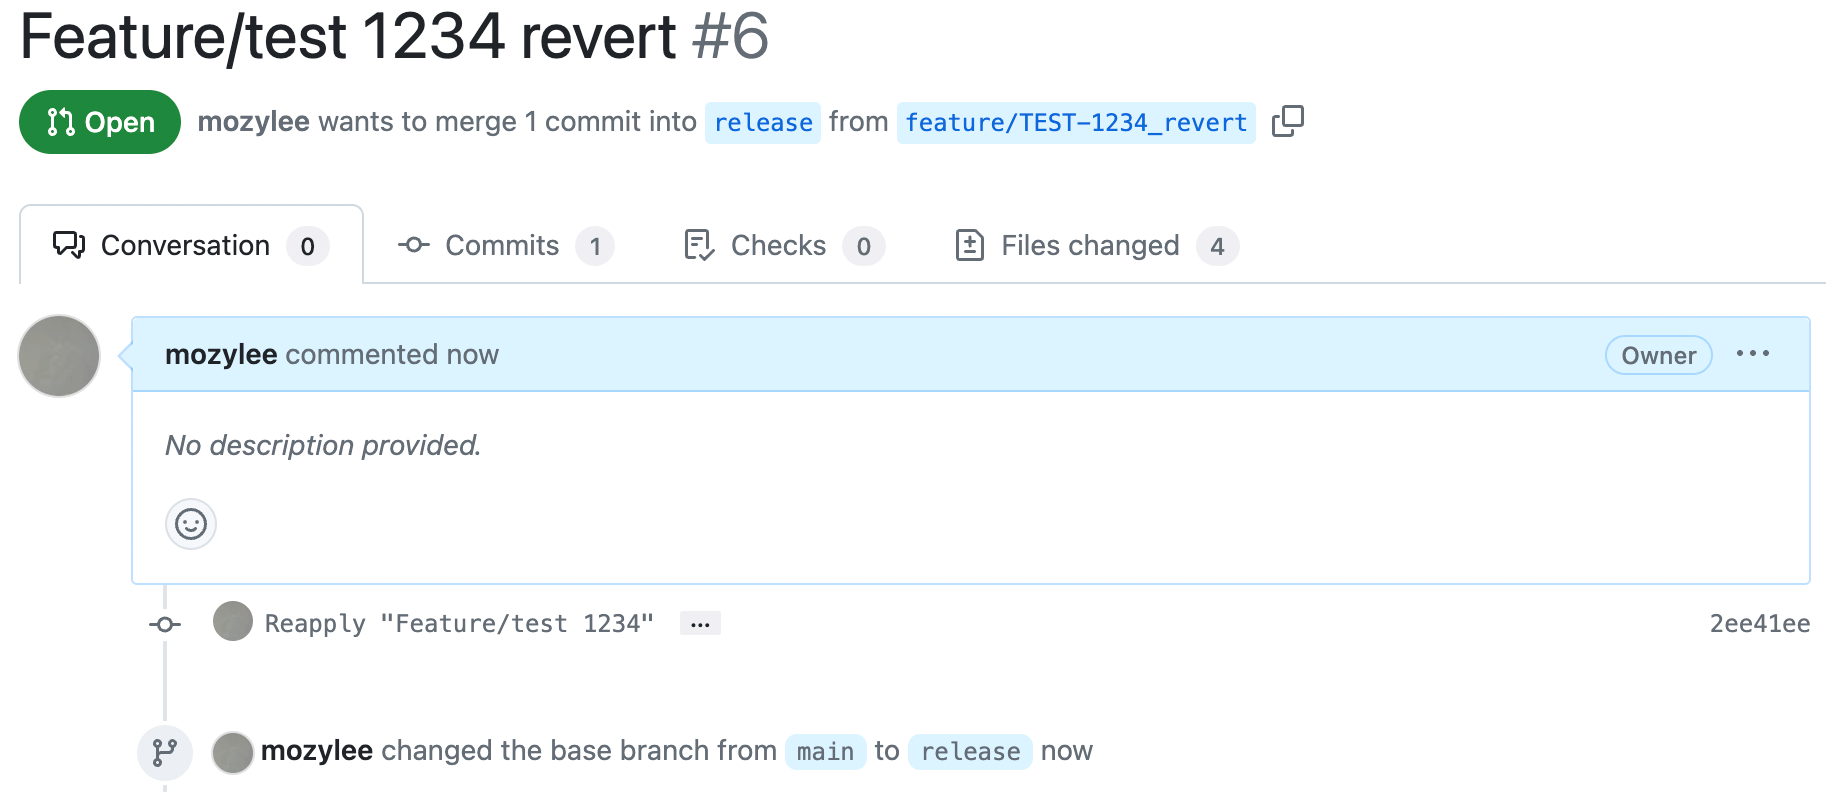 Feature/test 1234 revert #6
Open mozylee wants to merge 1 commit into release from feature/TEST-1234_revert
Conversation 0 Commits 1 Checks 0 Files changed 4
mozylee commented now Owner ...
No description provided.
Reapply "Feature/test 1234" ... 2ee41ee
mozylee changed the base branch from main to release now